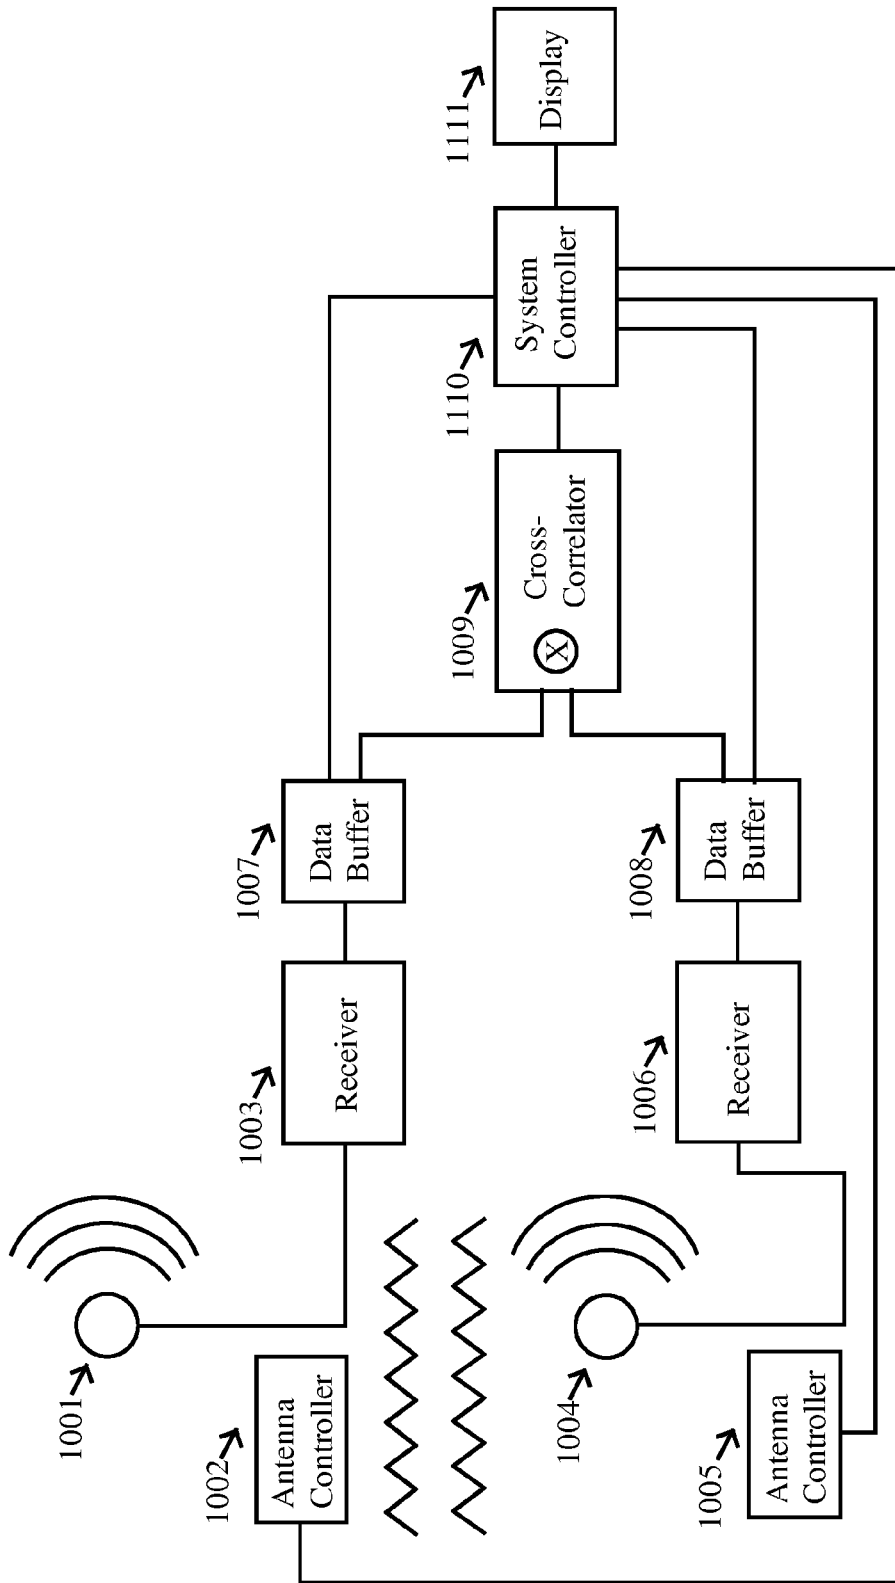 1001
1002
Antenna
Controller
1003
Receiver
1007
Data
Buffer
1004
1005
Antenna
Controller
1006
Receiver
1008
Data
Buffer
1009
X
Cross-
Correlator
1110
System
Controller
1111
Display